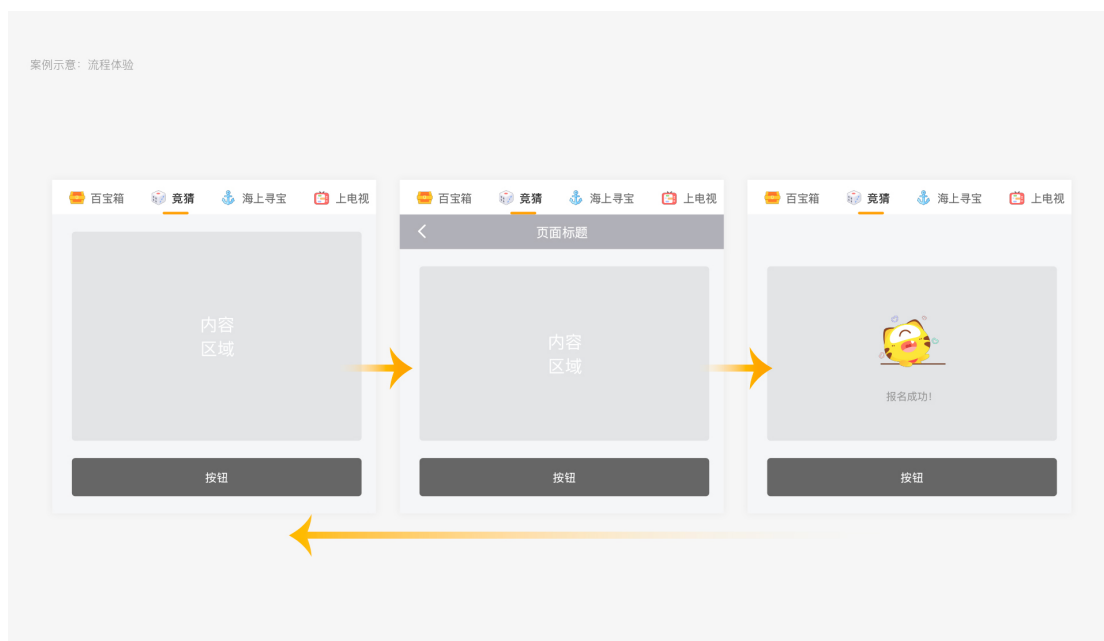 案例示意：流程体验
百宝箱 竞猜 海上寻宝 上电视
内容
区域
按钮
百宝箱 竞猜 海上寻宝 上电视
页面标题
内容
区域
按钮
百宝箱 竞猜 海上寻宝 上电视
报名成功!
按钮